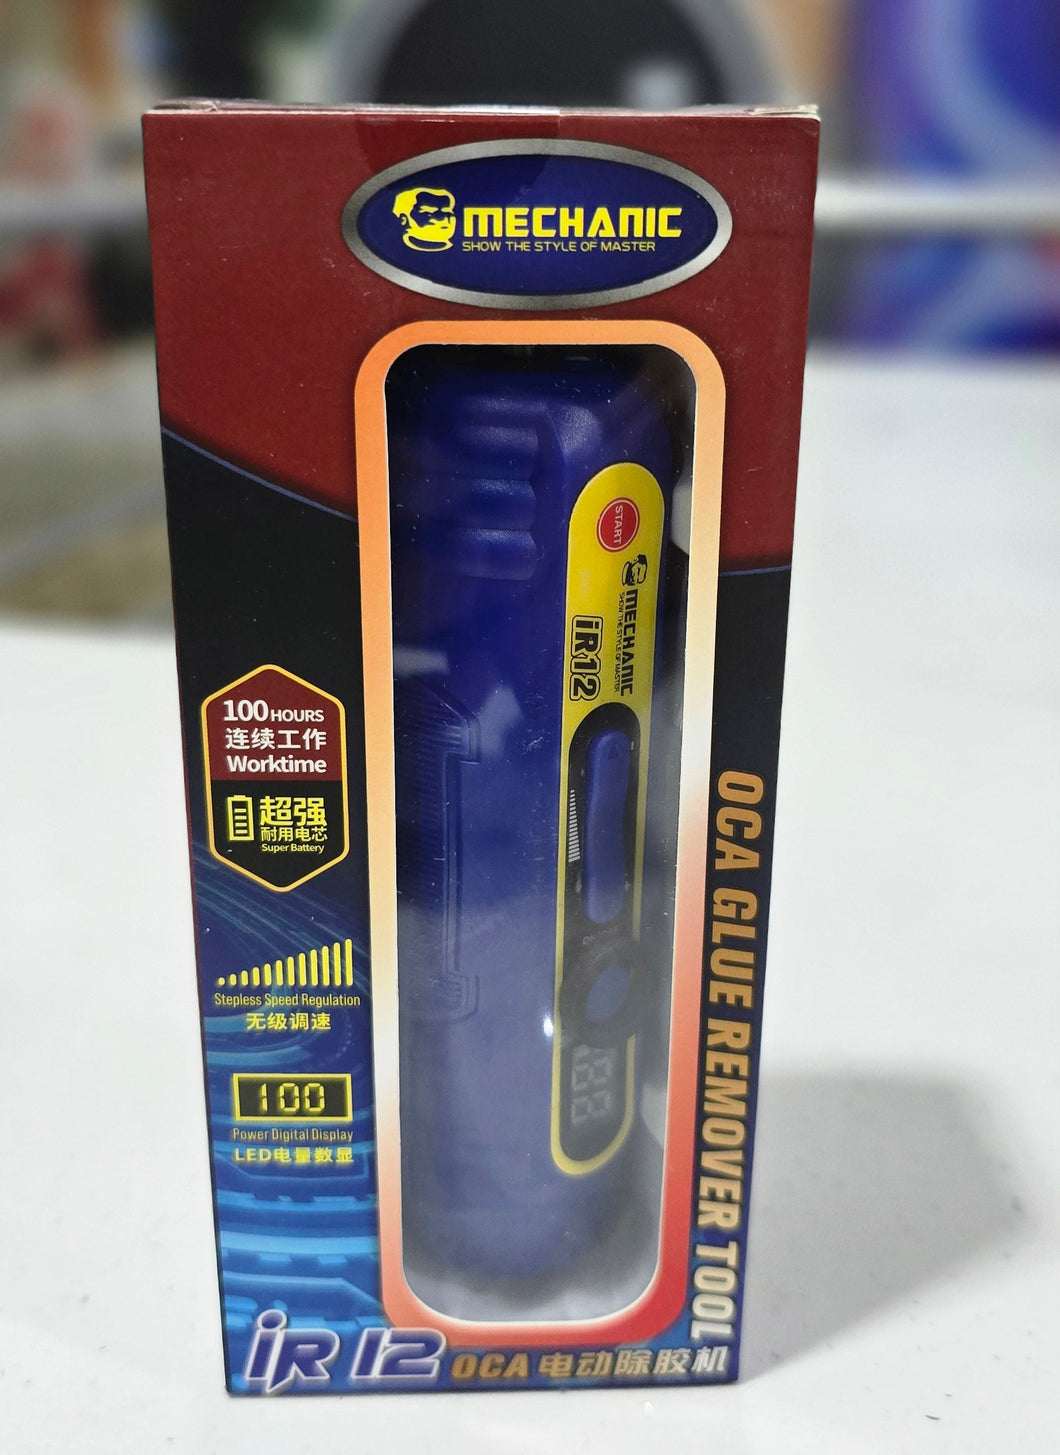 MECHANIC
SHOW THE STYLE OF MASTER
START
MECHANIC
SHOW THE STYLE OF MASTER
iR12
100 HOURS
连续工作
Worktime
超强
耐用电芯
Super Battery
Stepless Speed Regulation
无级调速
100
Power Digital Display
LED电量数显
OCA GLUE REMOVER TOOL
iR 12 OCA 电动除胶机